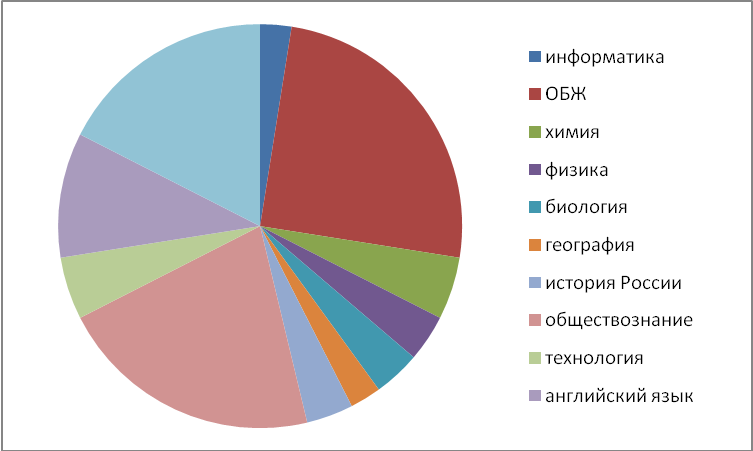 информатика
ОБЖ
химия
физика
биология
география
история России
обществознание
технология
английский язык